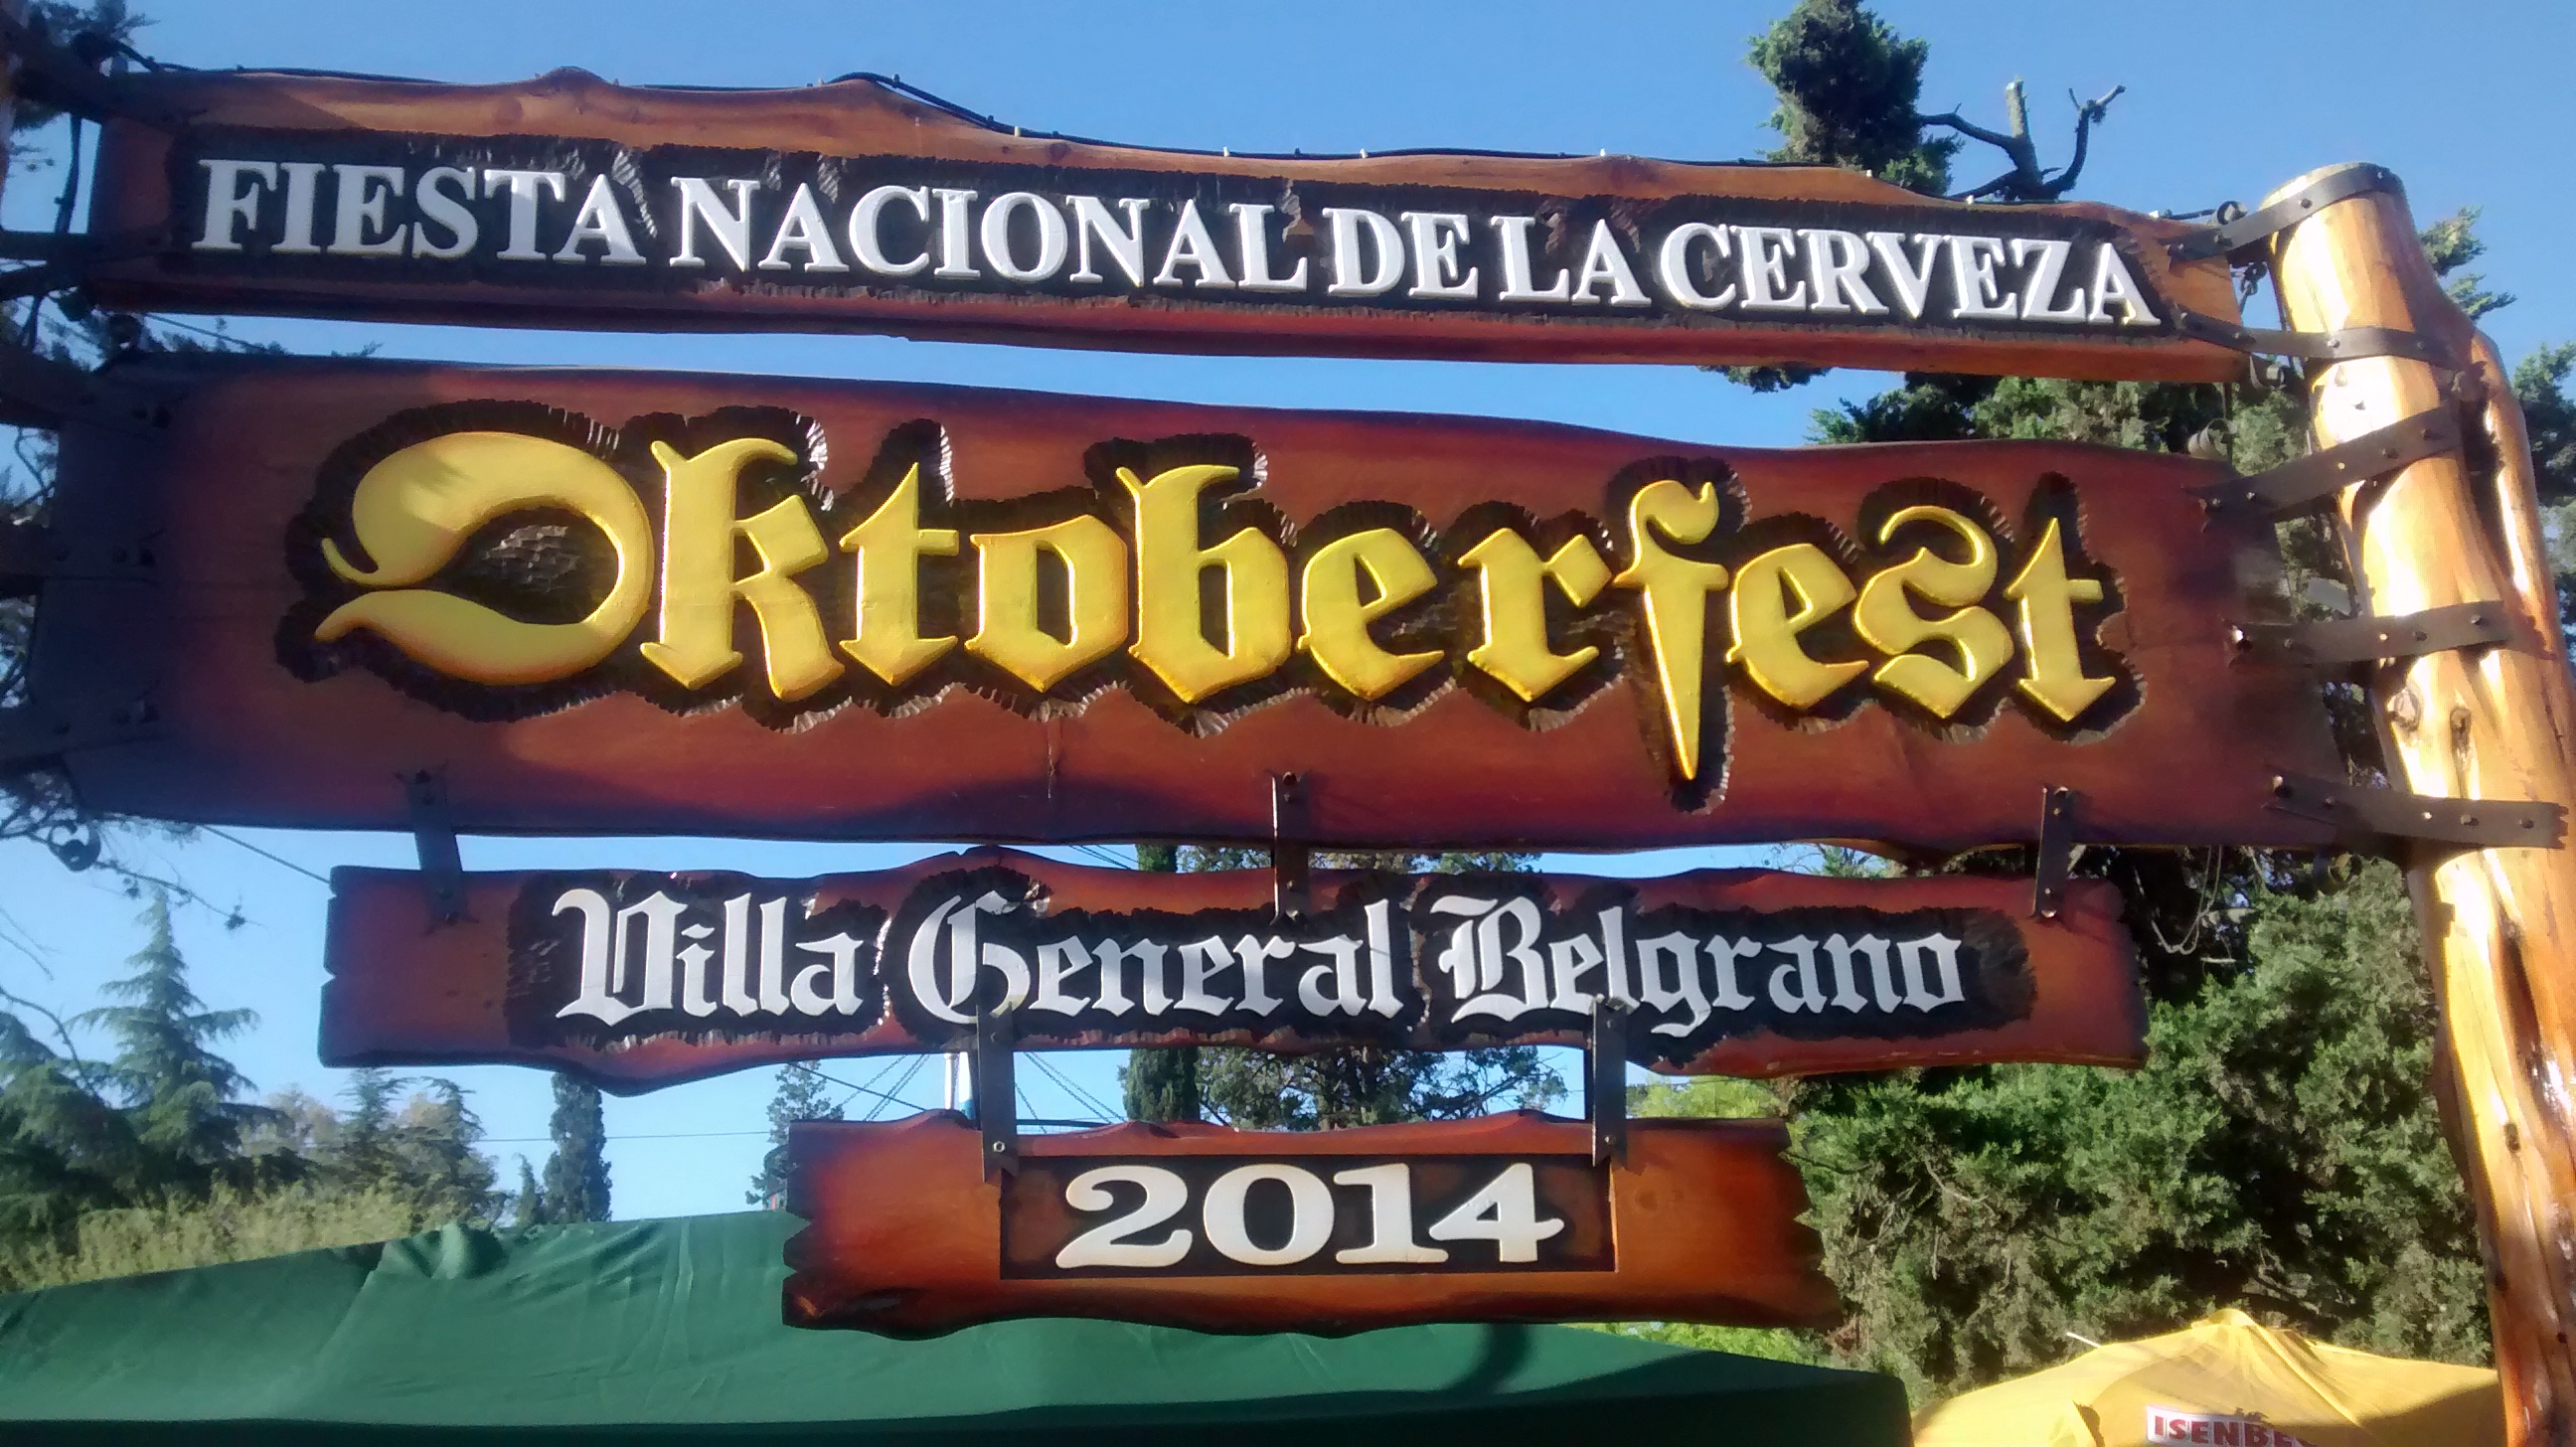 FIESTA NACIONAL DE LA CERVEZA
Oktoberfest
Villa General Belgrano
2014